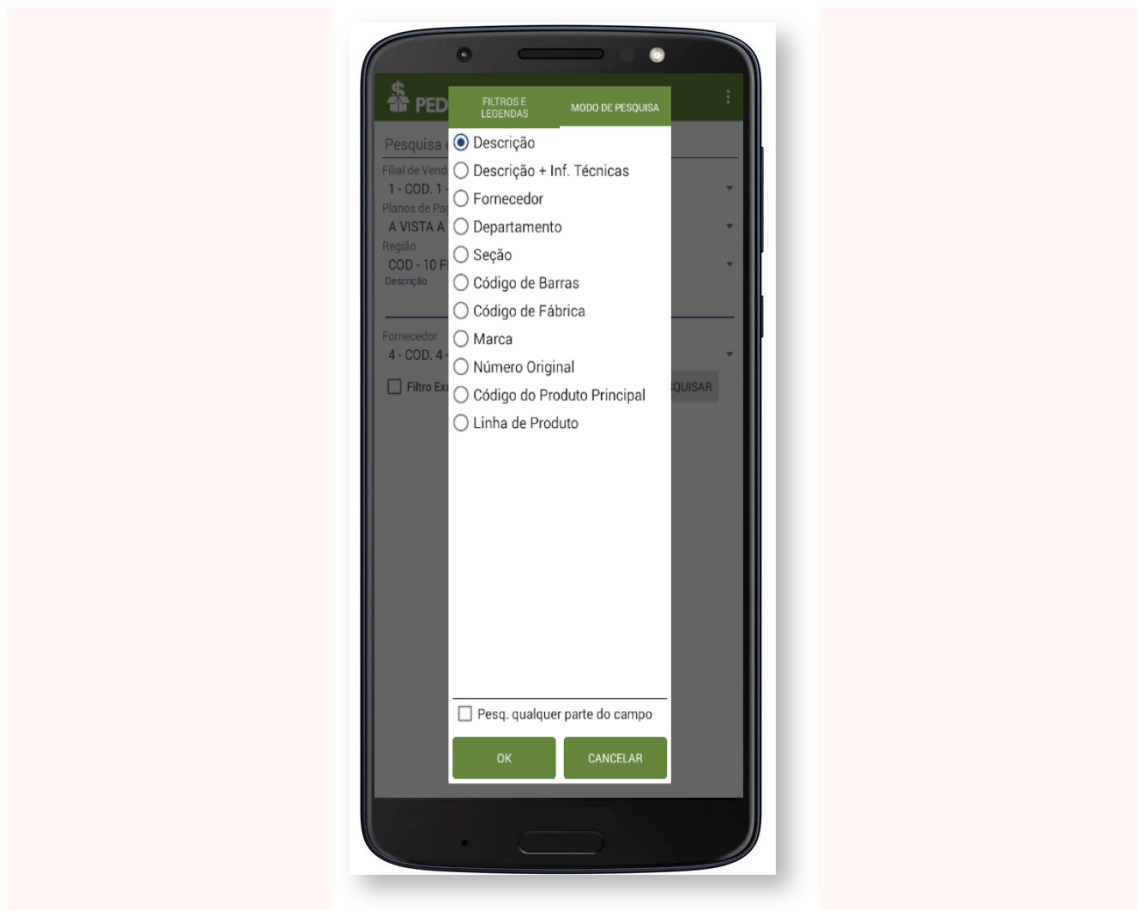 PED
FILTROS E
LEGENDAS
MODO DE PESQUISA
Pesquisa
Filial de Vend
1 - COD. 1 -
Planos de Pa
A VISTA A
Região
COD - 10 F
Descrição
Fornecedor
4 - COD. 4 -
Filtro Ex
QUISAR
Descrição
Descrição + Inf. Técnicas
Fornecedor
Departamento
Seção
Código de Barras
Código de Fábrica
Marca
Número Original
Código do Produto Principal
Linha de Produto
Pesq. qualquer parte do campo
OK
CANCELAR